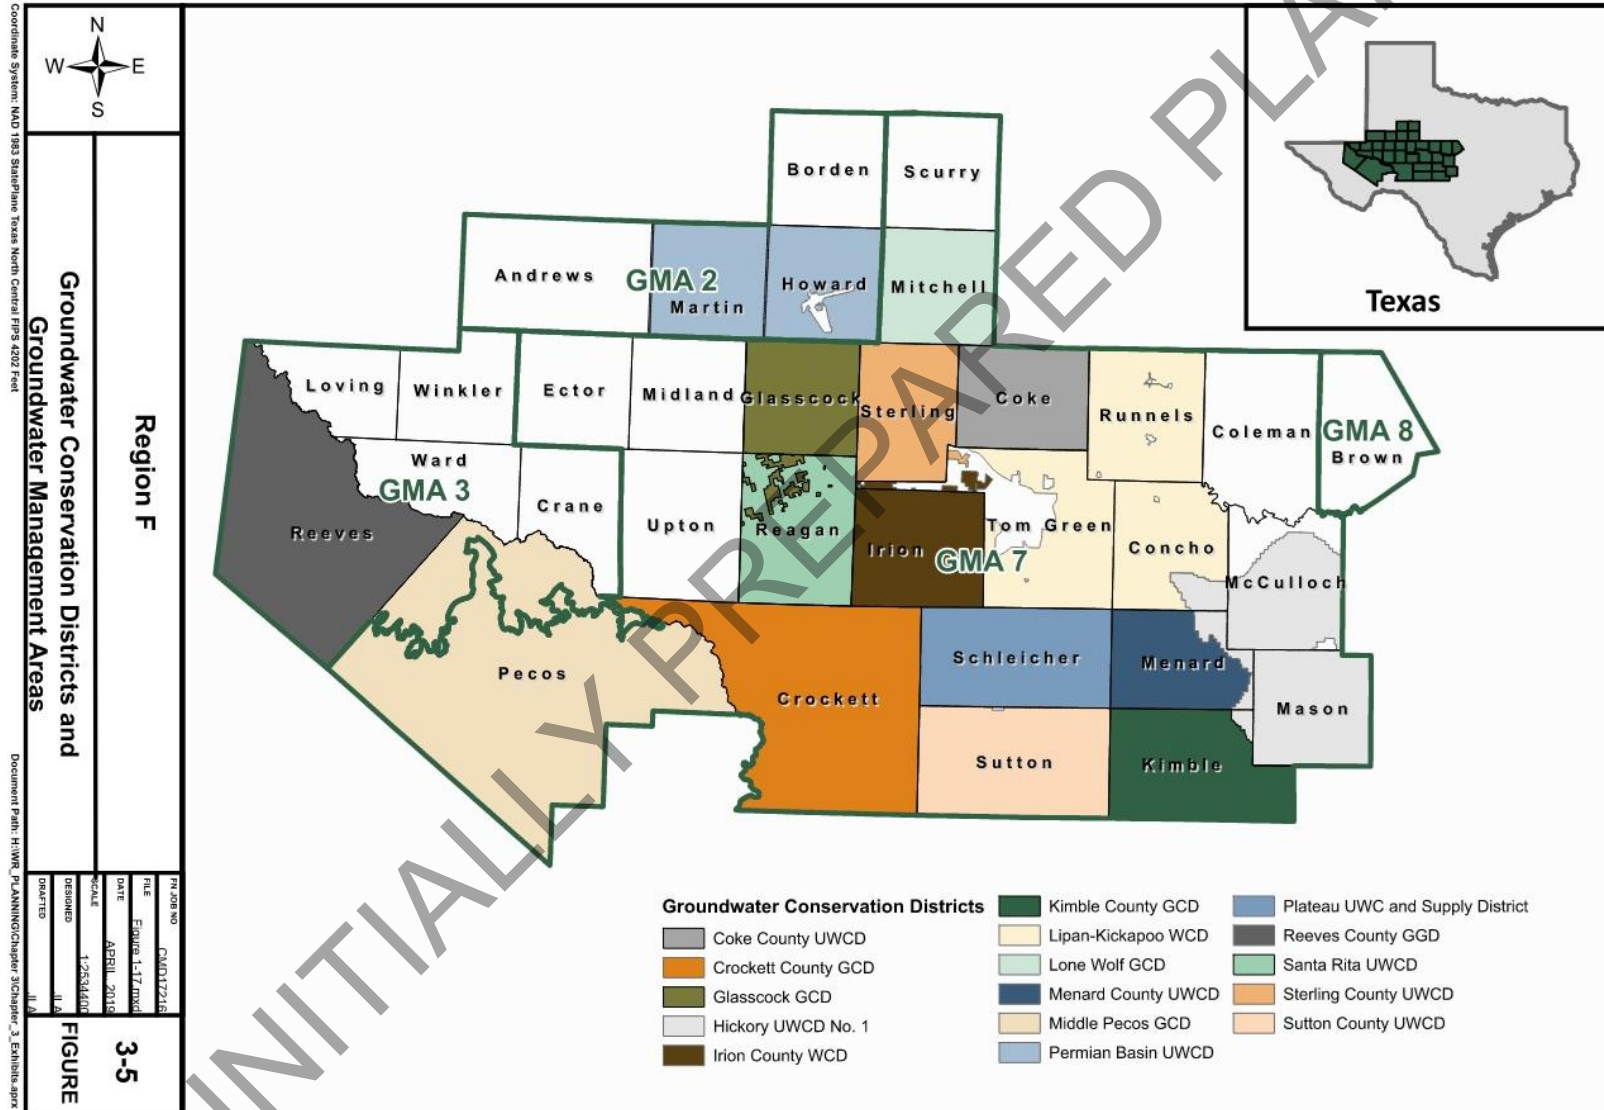 N
W E
S
Coordinate System: NAD 1983 StatePlane Texas North Central FIPS 4202 Feet
Groundwater Conservation Districts and
Groundwater Management Areas
Region F
Document Path: H:\WR_PLANNING\Chapter 3\Chapter_3_Exhibits.aprx
FN JOB NO
CMD17216
FILE
Figure 1-17.mxd
DATE
APRIL 2019
SCALE
1:2534400
DESIGNED
DRAFTED
FIGURE
3-5
INITIALLY PREPARED
Texas
Borden
Scurry
Andrews
GMA 2
Martin
Howard
Mitchell
Loving
Winkler
Ector
Midland
Glasscock
Sterling
Coke
Runnels
Coleman
GMA 8
Brown
Ward
GMA 3
Crane
Reeves
Upton
Reagan
Irion
GMA 7
Tom Green
Concho
McCulloch
Pecos
Crockett
Schleicher
Menard
Mason
Sutton
Kimble
Groundwater Conservation Districts
Coke County UWCD
Crockett County GCD
Glasscock GCD
Hickory UWCD No. 1
Irion County WCD
Kimble County GCD
Lipan-Kickapoo WCD
Lone Wolf GCD
Menard County UWCD
Middle Pecos GCD
Permian Basin UWCD
Plateau UWC and Supply District
Reeves County GGD
Santa Rita UWCD
Sterling County UWCD
Sutton County UWCD